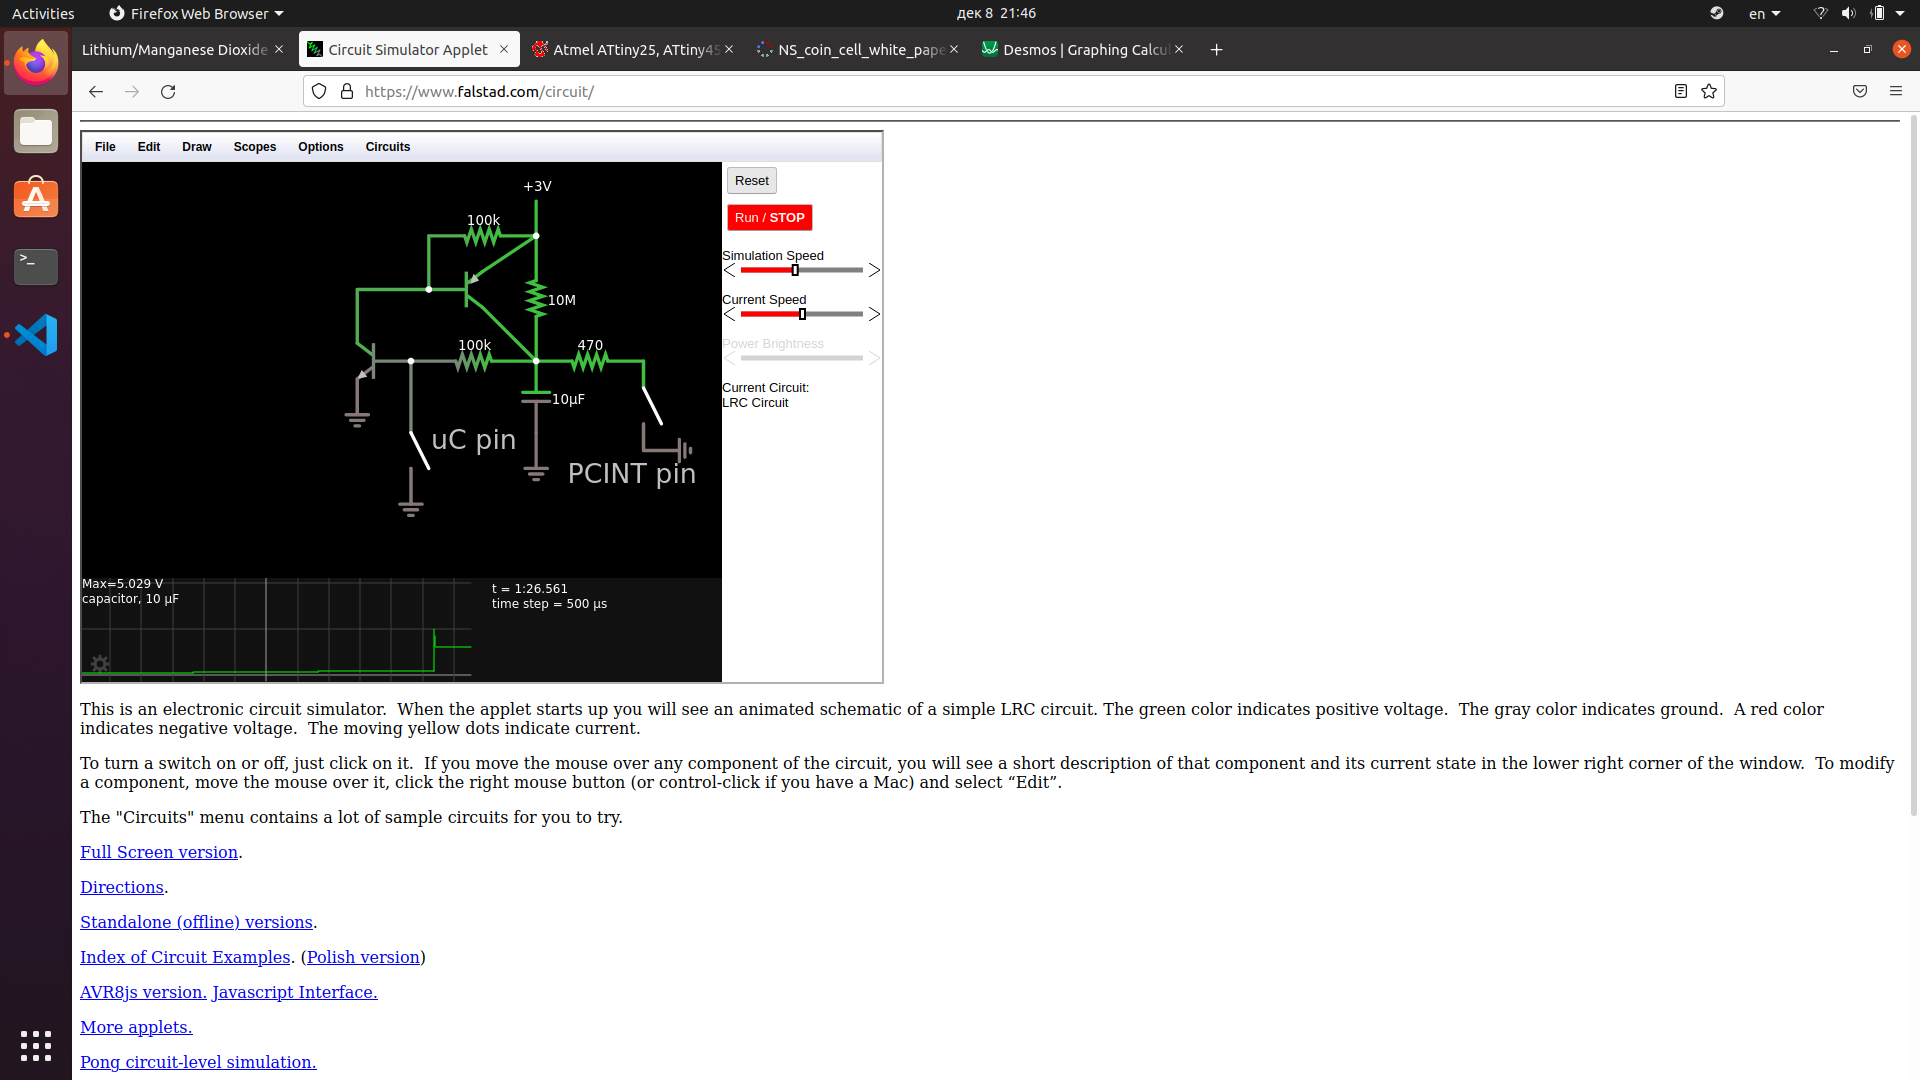 Activities
Firefox Web Browser
дек 8 21:46
en
Lithium/Manganese Dioxide
Circuit Simulator Applet
Atmel ATtiny25, ATtiny45
NS_coin_cell_white_pape
Desmos | Graphing Calcul
https://www.falstad.com/circuit/
File Edit Draw Scopes Options Circuits
Reset
Run / STOP
Simulation Speed
Current Speed
Power Brightness
Current Circuit:
LRC Circuit
+3V
100k
10M
100k
470
10µF
uC pin
PCINT pin
Max=5.029 V
capacitor, 10 µF
t = 1:26.561
time step = 500 µs
This is an electronic circuit simulator. When the applet starts up you will see an animated schematic of a simple LRC circuit. The green color indicates positive voltage. The gray color indicates ground. A red color
indicates negative voltage. The moving yellow dots indicate current.
To turn a switch on or off, just click on it. If you move the mouse over any component of the circuit, you will see a short description of that component and its current state in the lower right corner of the window. To modify
a component, move the mouse over it, click the right mouse button (or control-click if you have a Mac) and select “Edit”.
The "Circuits" menu contains a lot of sample circuits for you to try.
Full Screen version.
Directions.
Standalone (offline) versions.
Index of Circuit Examples. (Polish version)
AVR8js version. Javascript Interface.
More applets.
Pong circuit-level simulation.